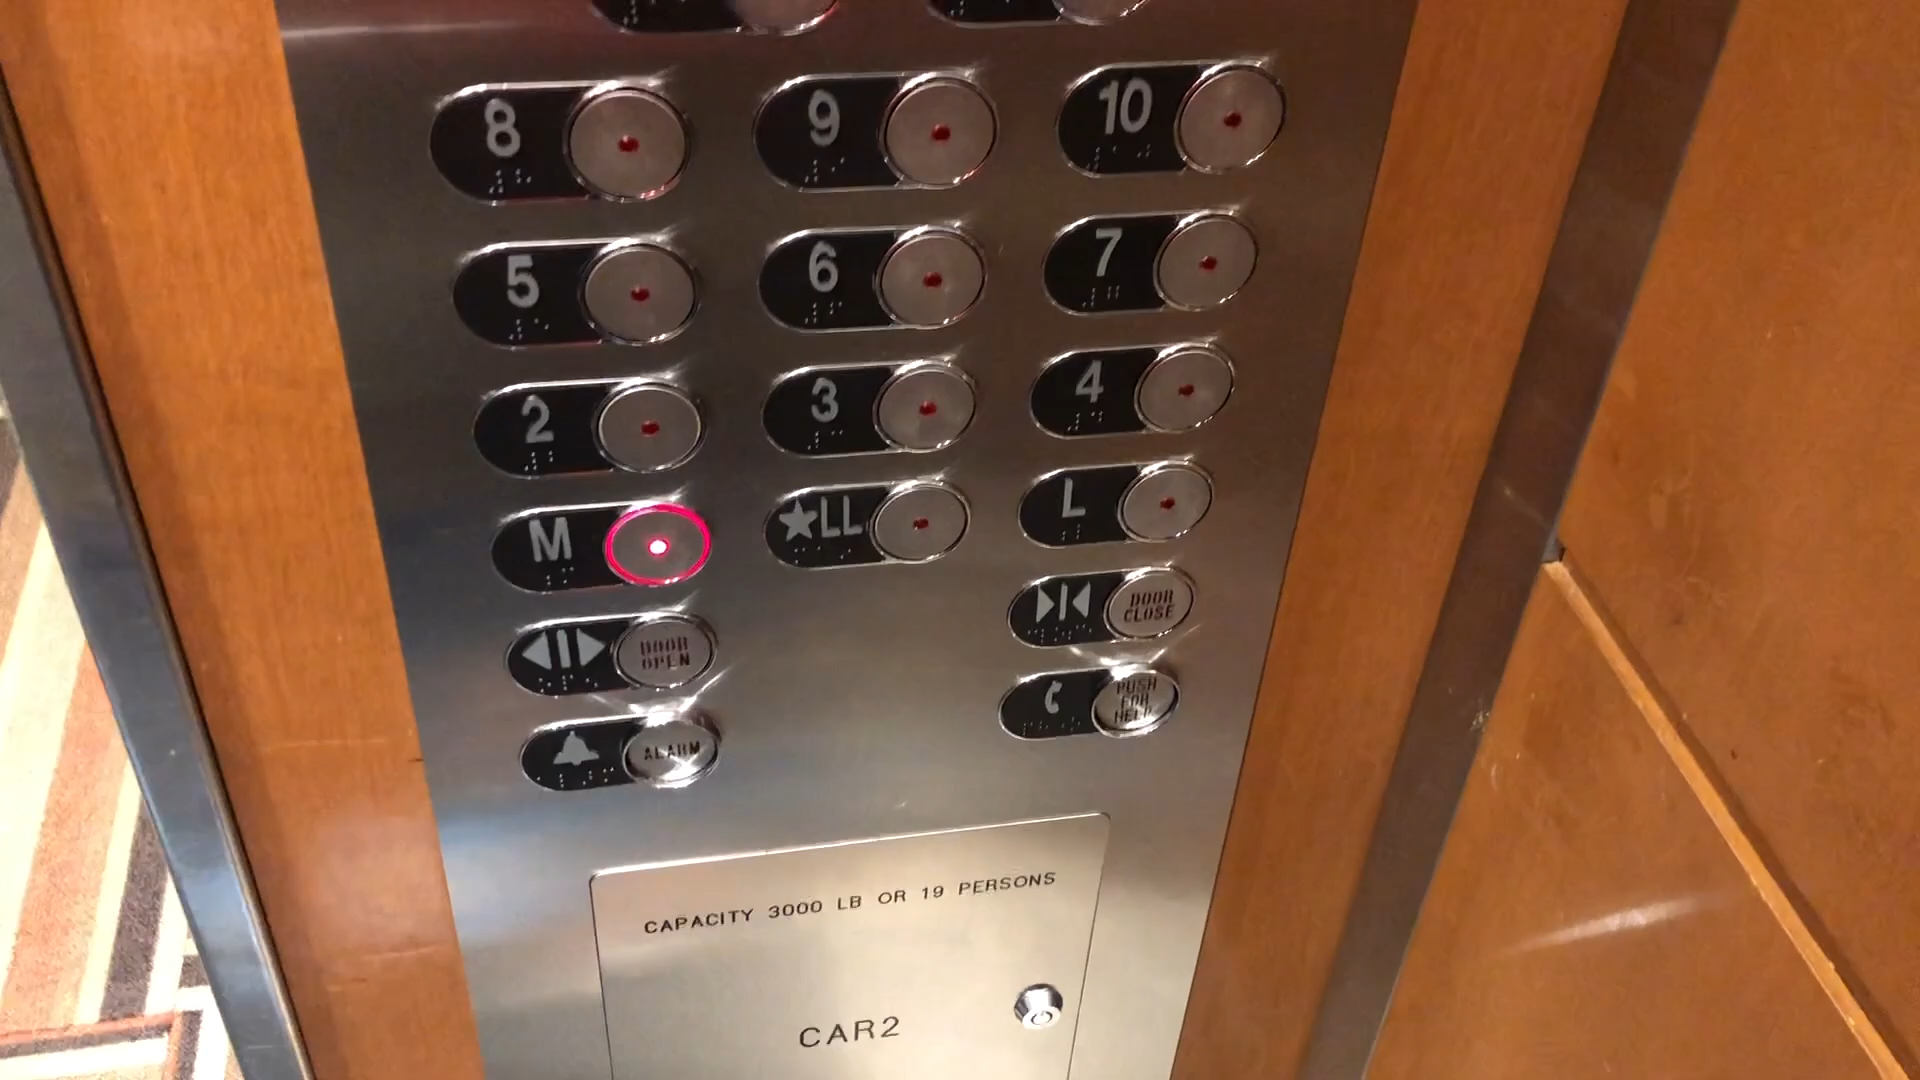 8 9 10
5 6 7
2 3 4
M ★LL L
DOOR OPEN
DOOR CLOSE
ALARM
PUSH FOR HELP
CAPACITY 3000 LB OR 19 PERSONS
CAR2